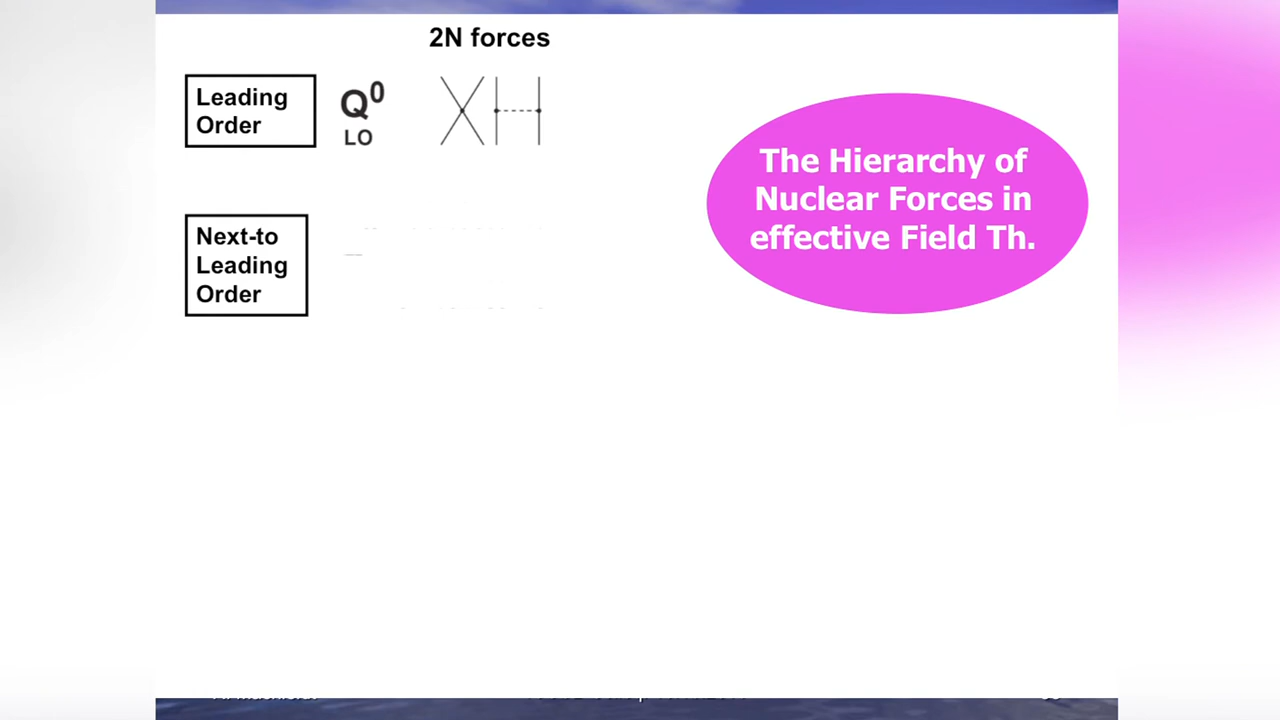 2N forces
Leading
Order
Q⁰
LO
The Hierarchy of
Nuclear Forces in
effective Field Th.
Next-to
Leading
Order